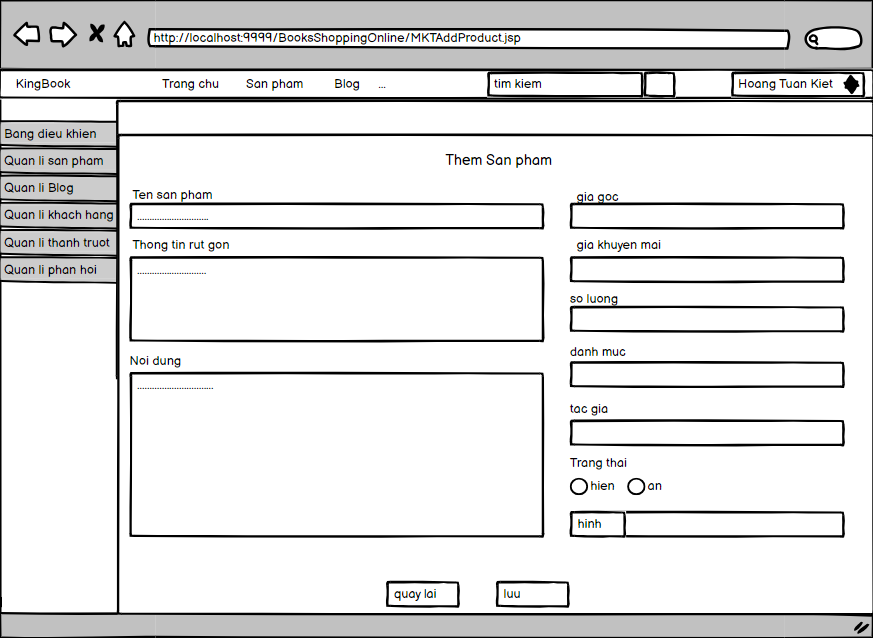 http://localhost:9999/BooksShoppingOnline/MKTAddProduct.jsp
KingBook Trang chu San pham Blog ... tim kiem Hoang Tuan Kiet
Bang dieu khien
Quan li san pham
Quan li Blog
Quan li khach hang
Quan li thanh truot
Quan li phan hoi
Them San pham
Ten san pham
.............................
Thong tin rut gon
............................
Noi dung
...............................
gia goc
gia khuyen mai
so luong
danh muc
tac gia
Trang thai
hien an
hinh
quay lai luu